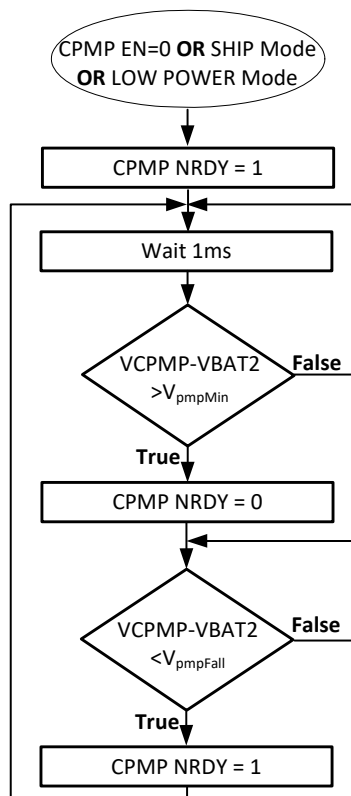 CPMP EN=0 OR SHIP Mode
OR LOW POWER Mode
CPMP NRDY = 1
Wait 1ms
VCPMP-VBAT2
>VpmpMin
False
True
CPMP NRDY = 0
VCPMP-VBAT2
<VpmpFall
False
True
CPMP NRDY = 1